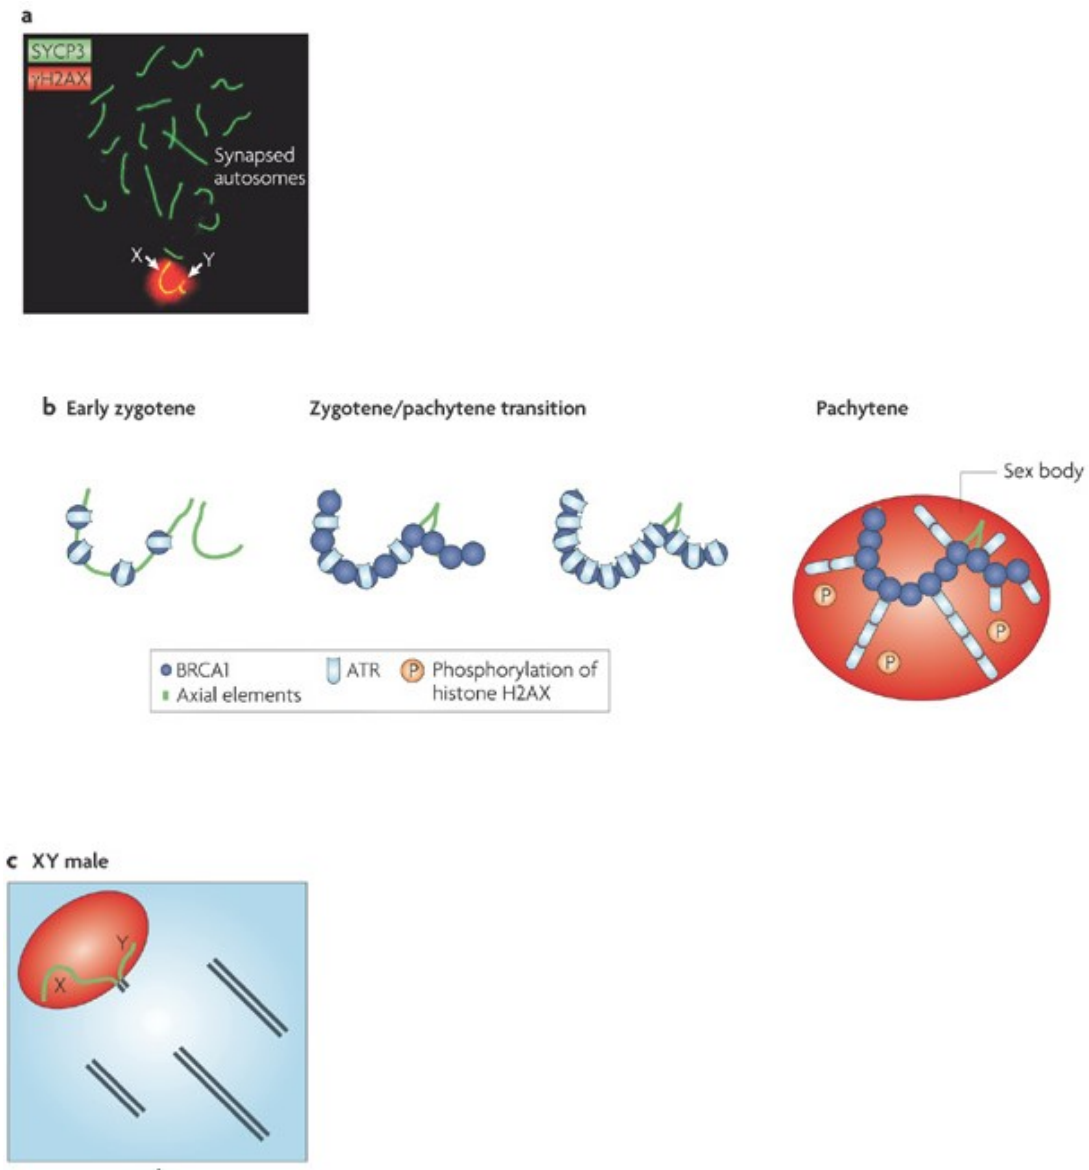 a
SYCP3
γH2AX
Synapsed
autosomes
X
Y
b Early zygotene
Zygotene/pachytene transition
Pachytene
Sex body
P
P
P
BRCA1
ATR
P
Phosphorylation of
histone H2AX
Axial elements
c XY male
Y
X